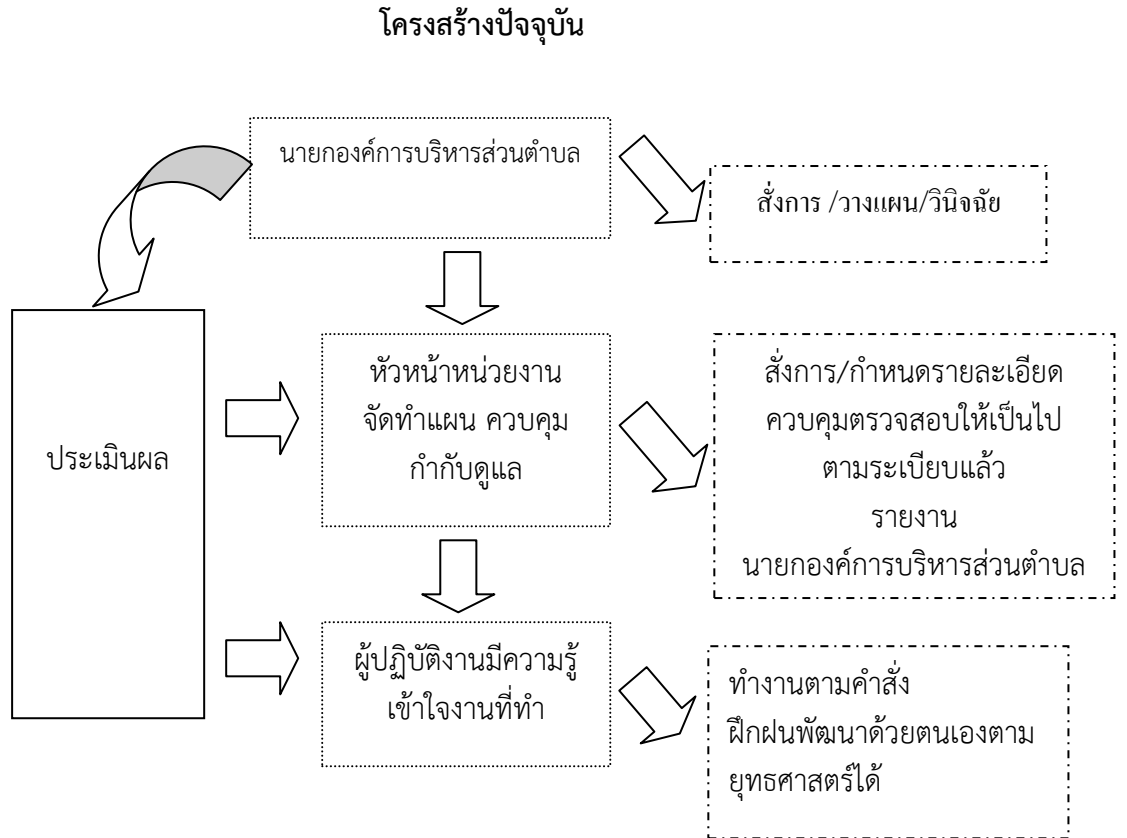 โครงสร้างปัจจุบัน
นายกองค์การบริหารส่วนตำบล
สั่งการ /วางแผน/วินิจฉัย
ประเมินผล
หัวหน้าหน่วยงาน
จัดทำแผน ควบคุม
กำกับดูแล
สั่งการ/กำหนดรายละเอียด
ควบคุมตรวจสอบให้เป็นไป
ตามระเบียบแล้ว
รายงาน
นายกองค์การบริหารส่วนตำบล
ผู้ปฏิบัติงานมีความรู้
เข้าใจงานที่ทำ
ทำงานตามคำสั่ง
ฝึกฝนพัฒนาด้วยตนเองตาม
ยุทธศาสตร์ได้